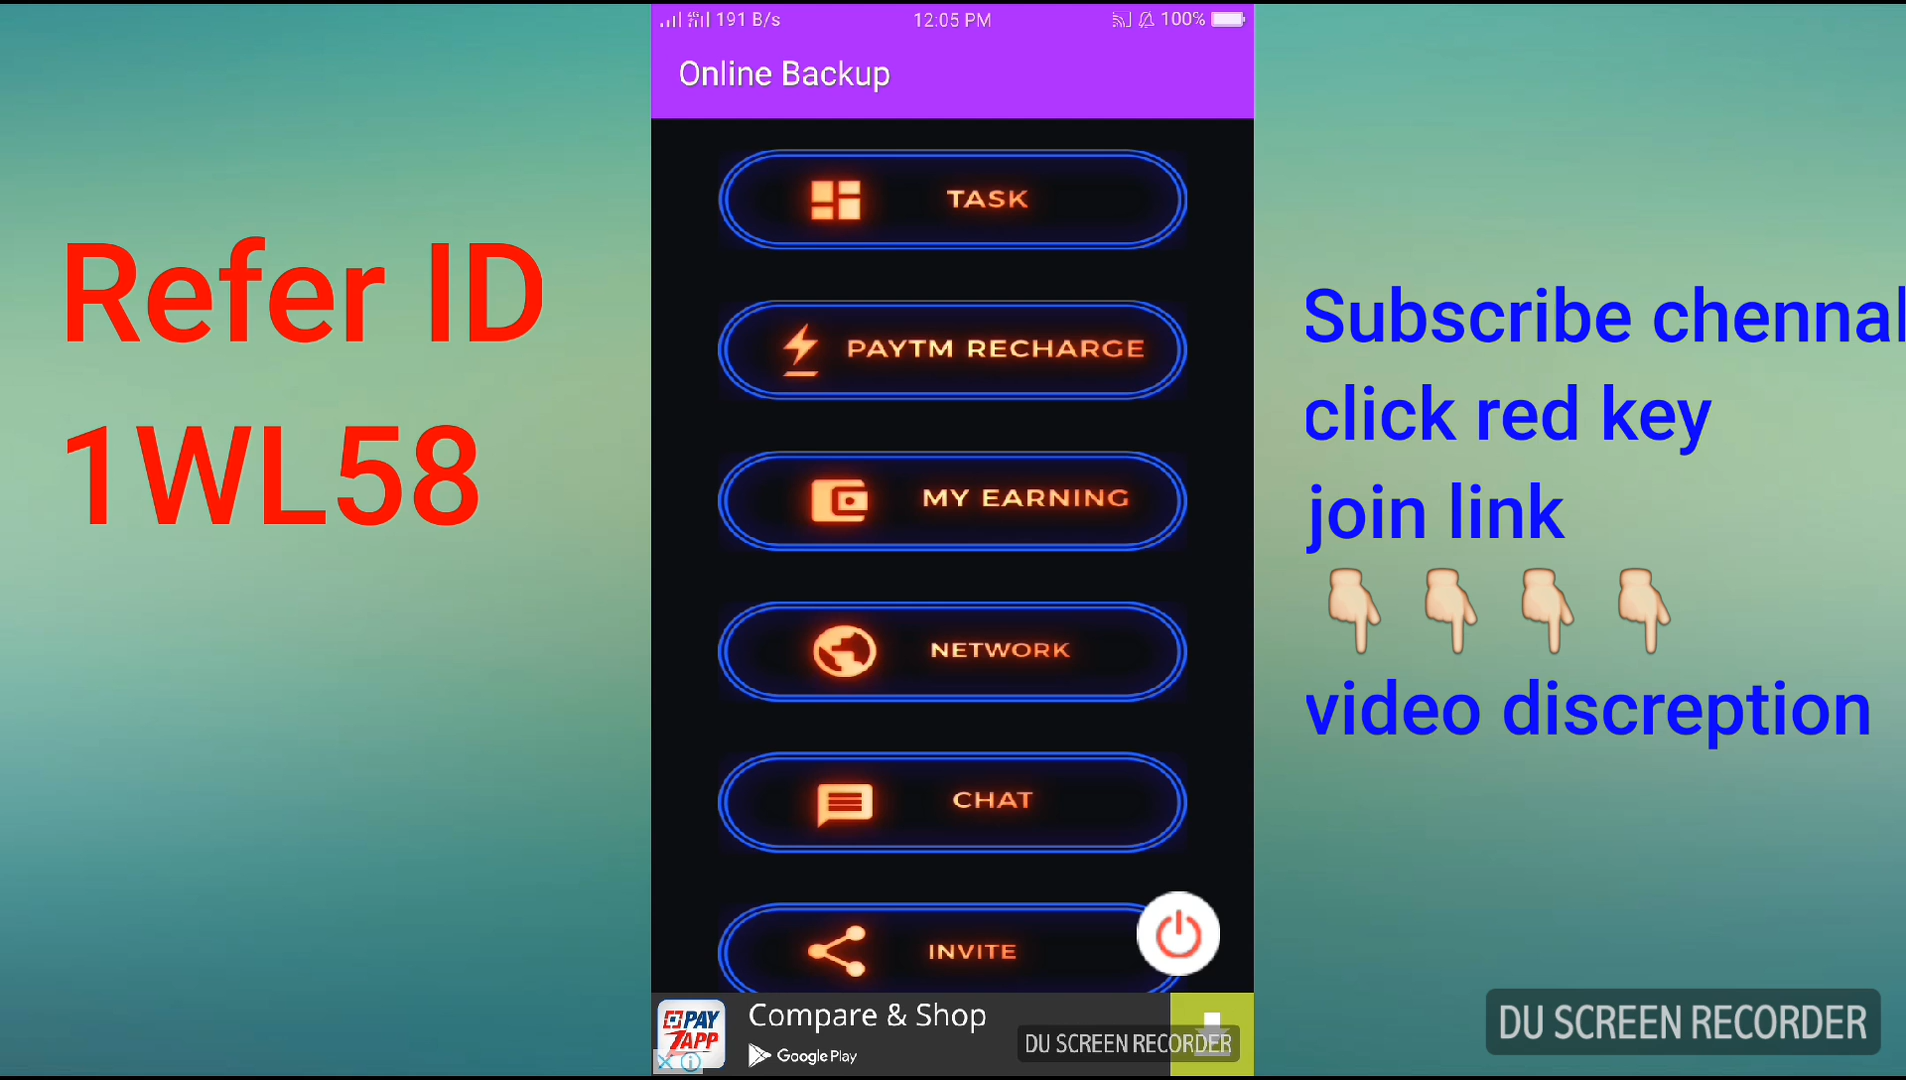 191 B/s 12:05 PM 100%
Online Backup
Refer ID
1WL58
TASK
PAYTM RECHARGE
MY EARNING
NETWORK
CHAT
INVITE
Subscribe chennal
click red key
join link
👇 👇 👇 👇
video discreption
PAY
ZAPP
Compare & Shop
Google Play
DU SCREEN RECORDER
DU SCREEN RECORDER